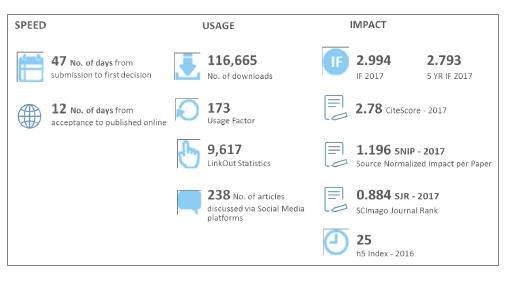 SPEED
47 No. of days from
submission to first decision
12 No. of days from
acceptance to published online
USAGE
116,665
No. of downloads
173
Usage Factor
9,617
LinkOut Statistics
238 No. of articles
discussed via Social Media
platforms
IMPACT
IF
2.994
IF 2017
2.793
5 YR IF 2017
2.78 CiteScore - 2017
1.196 SNIP - 2017
Source Normalized Impact per Paper
0.884 SJR - 2017
SCImago Journal Rank
25
h5 Index - 2016